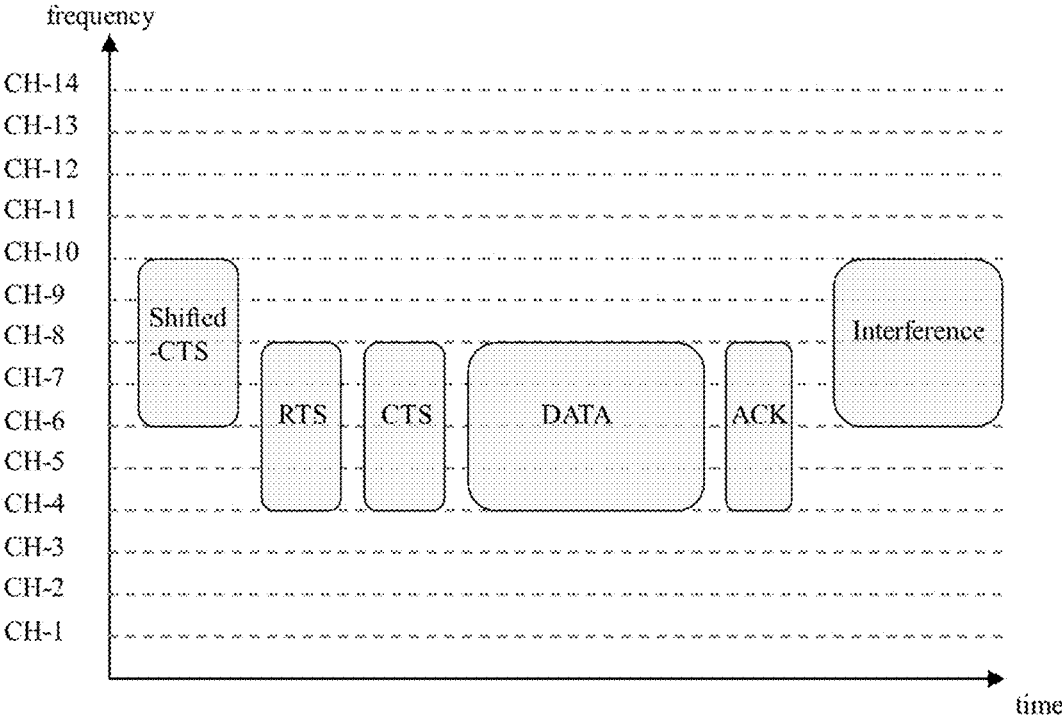 frequency
CH-14
CH-13
CH-12
CH-11
CH-10
CH-9
CH-8
CH-7
CH-6
CH-5
CH-4
CH-3
CH-2
CH-1
Shifted
-CTS
RTS
CTS
DATA
ACK
Interference
time